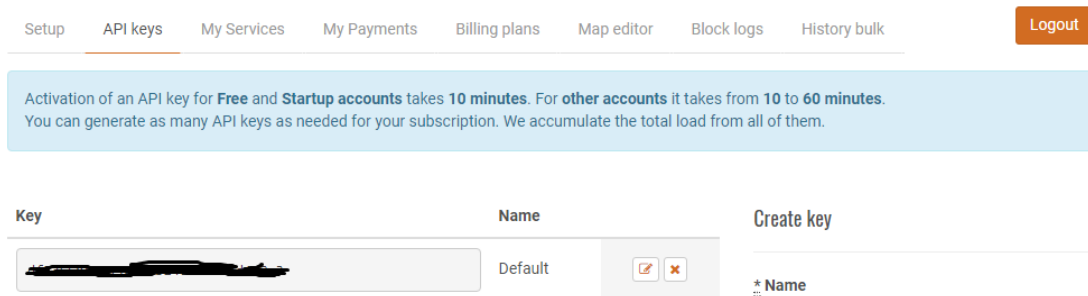 Setup API keys My Services My Payments Billing plans Map editor Block logs History bulk Logout
Activation of an API key for Free and Startup accounts takes 10 minutes. For other accounts it takes from 10 to 60 minutes.
You can generate as many API keys as needed for your subscription. We accumulate the total load from all of them.
Key Name Create key
Default
* Name